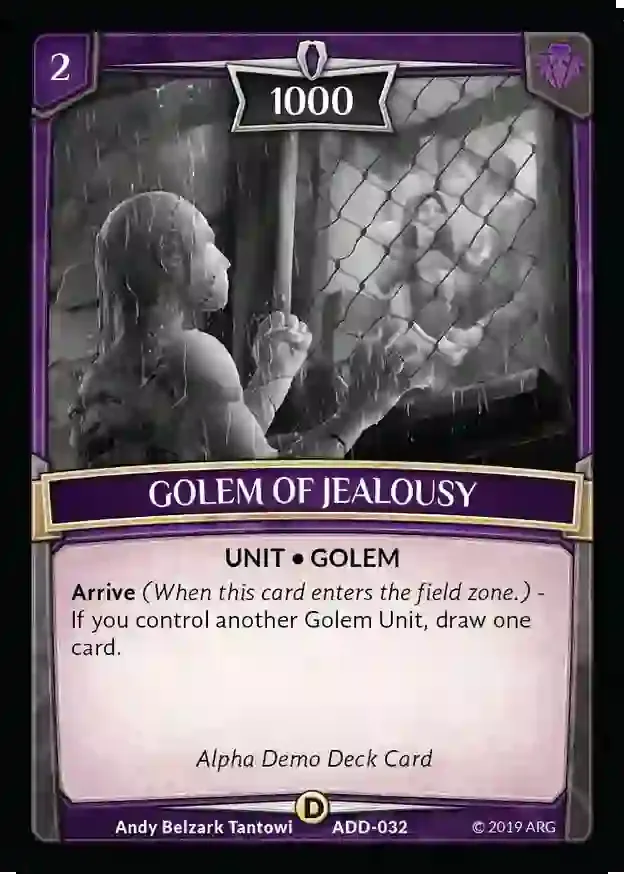 2
1000
GOLEM OF JEALOUSY
UNIT • GOLEM
Arrive (When this card enters the field zone.) -
If you control another Golem Unit, draw one
card.
Alpha Demo Deck Card
D
Andy Belzark Tantowi ADD-032 © 2019 ARG